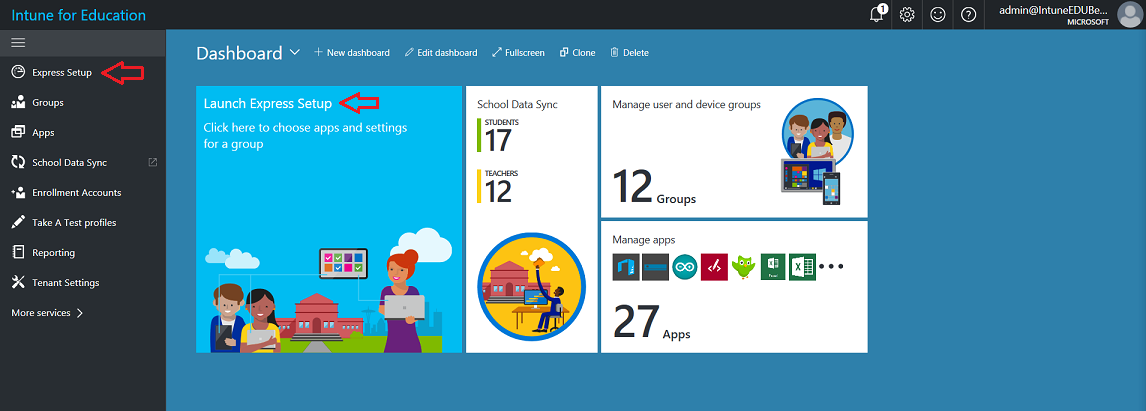 Intune for Education
1
admin@IntuneEDUBe...
MICROSOFT
Express Setup
Groups
Apps
School Data Sync
Enrollment Accounts
Take A Test profiles
Reporting
Tenant Settings
More services
Dashboard
New dashboard
Edit dashboard
Fullscreen
Clone
Delete
Launch Express Setup
Click here to choose apps and settings
for a group
School Data Sync
STUDENTS
17
TEACHERS
12
Manage user and device groups
12 Groups
Manage apps
27 Apps